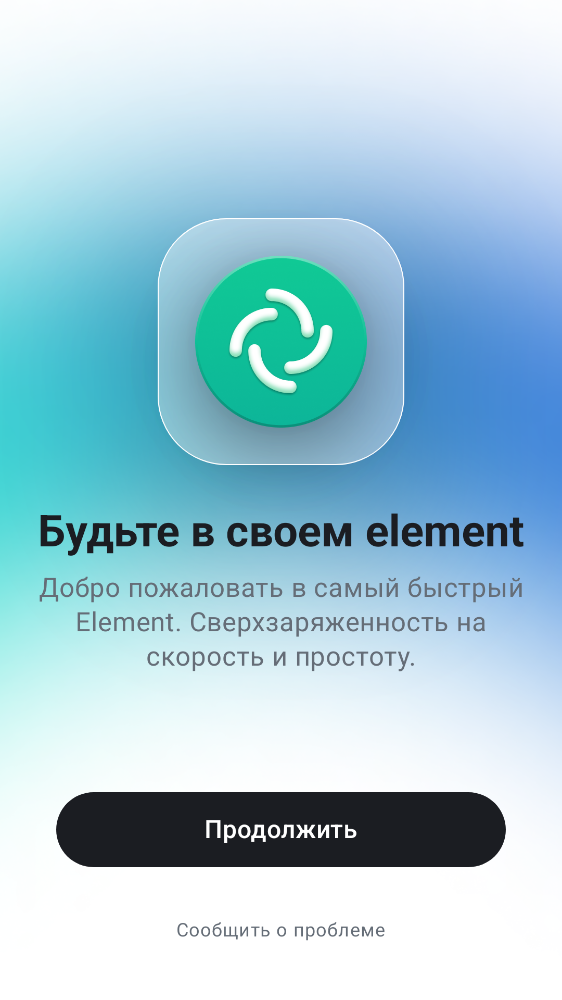 Будьте в своем element
Добро пожаловать в самый быстрый
Element. Сверхзаряженность на
скорость и простоту.
Продолжить
Сообщить о проблеме